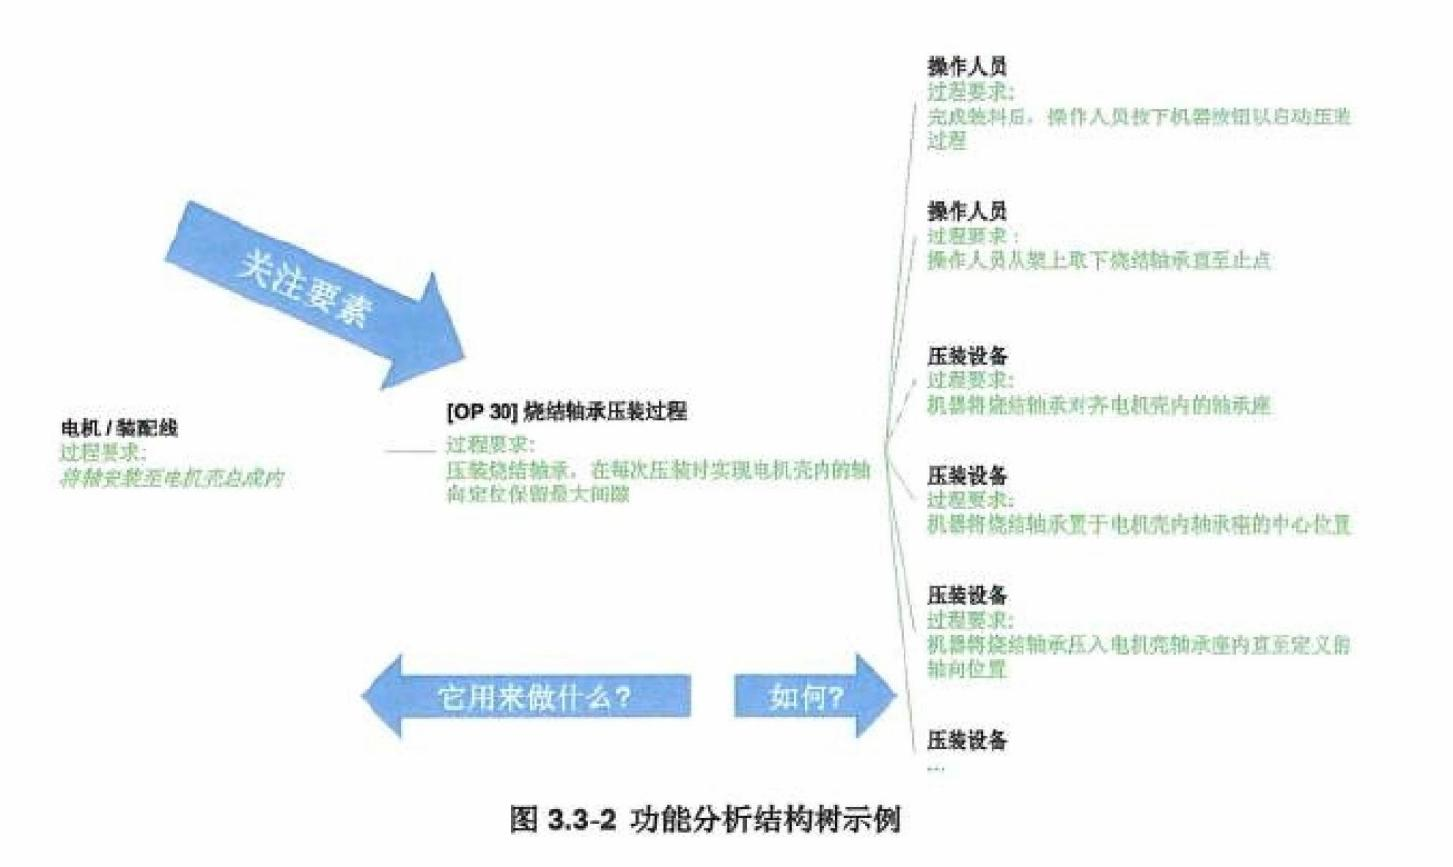 操作人员
过程要求:
完成装料后，操作人员按下机器按钮以启动压装
过程
操作人员
过程要求：
操作人员从架上取下烧结轴承直至止点
关注要素
压装设备
过程要求:
机器将烧结轴承对齐电机壳内的轴承座
电机 / 装配线
过程要求:
将轴安装至电机壳总成内
[OP 30] 烧结轴承压装过程
过程要求:
压装烧结轴承，在每次压装时实现电机壳内的轴
向定位保留最大间隙
压装设备
过程要求:
机器将烧结轴承置于电机壳内轴承座的中心位置
压装设备
过程要求:
机器将烧结轴承压入电机壳轴承座内直至定义的
轴向位置
它用来做什么?
如何?
压装设备
...
图 3.3-2 功能分析结构树示例